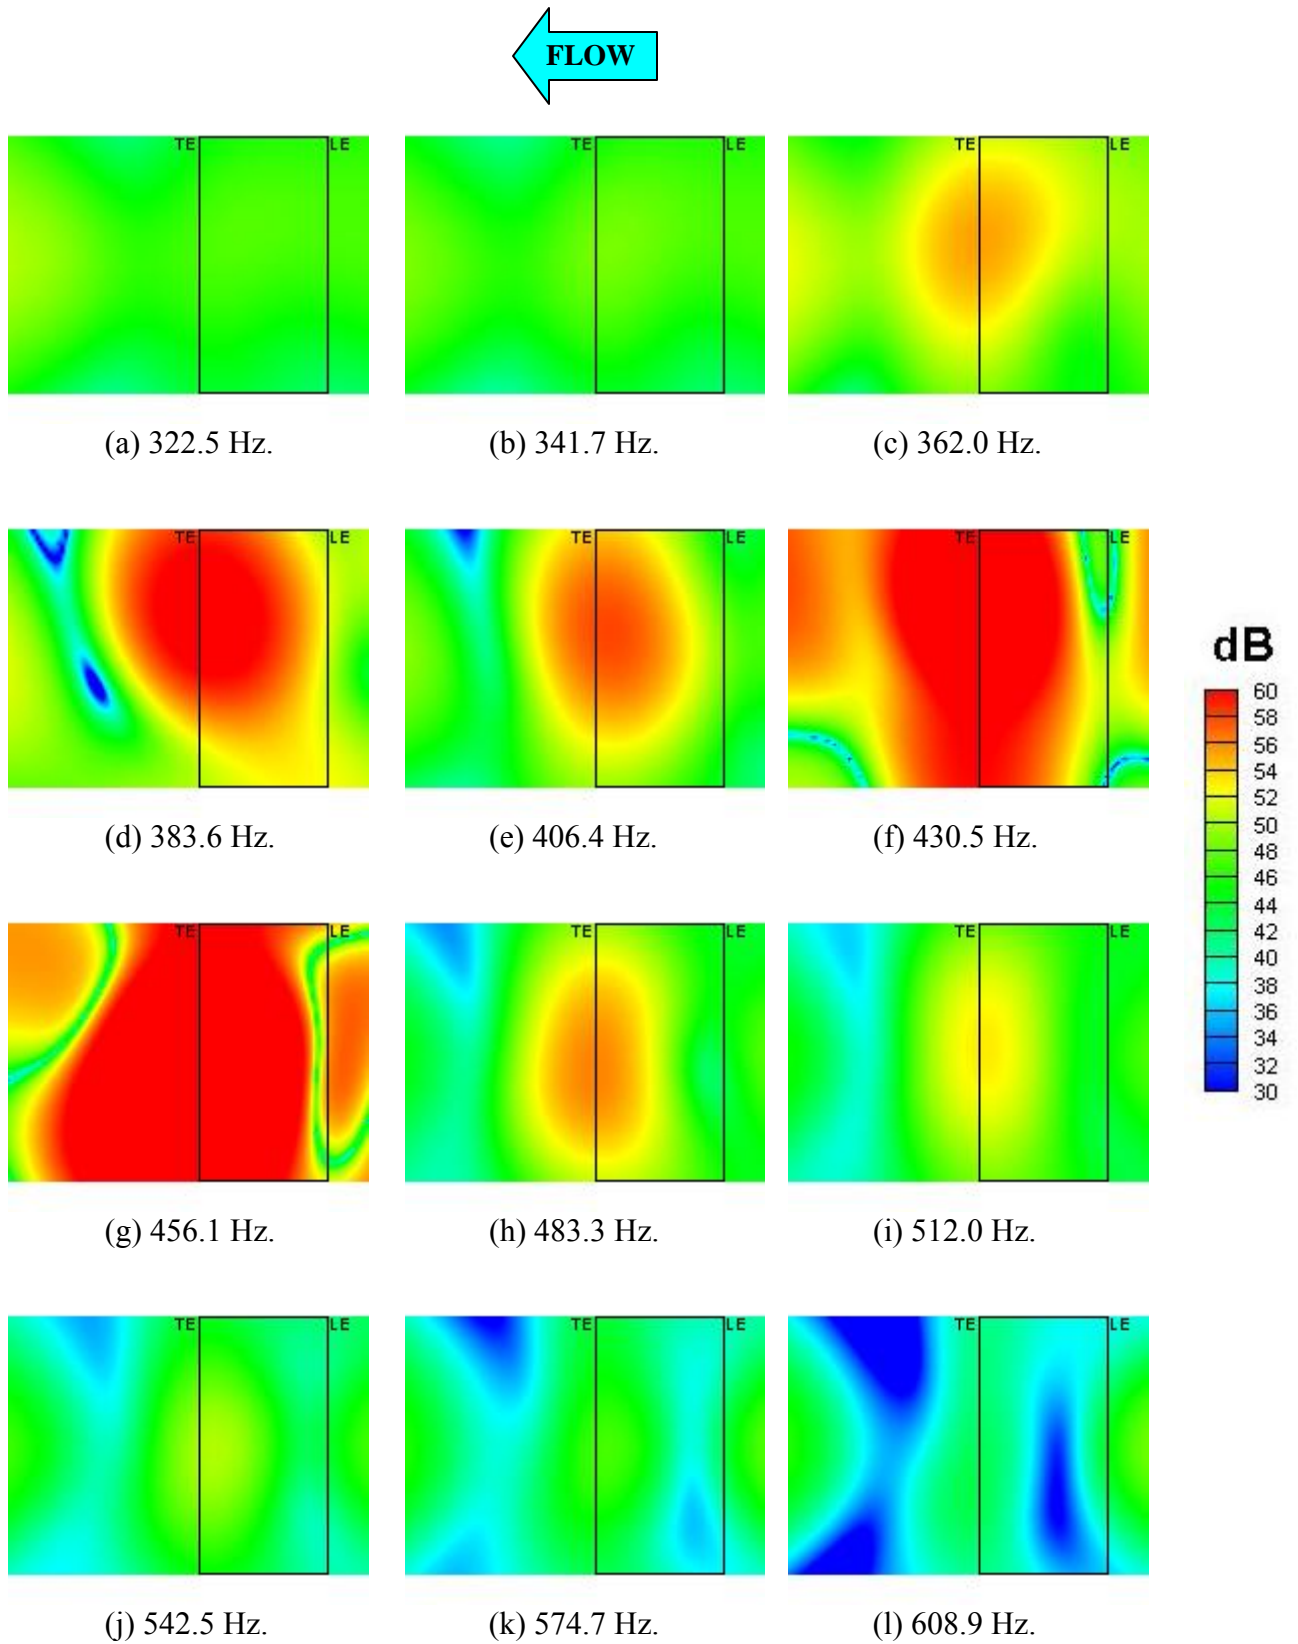 FLOW
TE LE TE LE TE LE
(a) 322.5 Hz. (b) 341.7 Hz. (c) 362.0 Hz.
TE LE TE LE TE LE
(d) 383.6 Hz. (e) 406.4 Hz. (f) 430.5 Hz.
dB
60
58
56
54
52
50
48
46
44
42
40
38
36
34
32
30
TE LE TE LE TE LE
(g) 456.1 Hz. (h) 483.3 Hz. (i) 512.0 Hz.
TE LE TE LE TE LE
(j) 542.5 Hz. (k) 574.7 Hz. (l) 608.9 Hz.